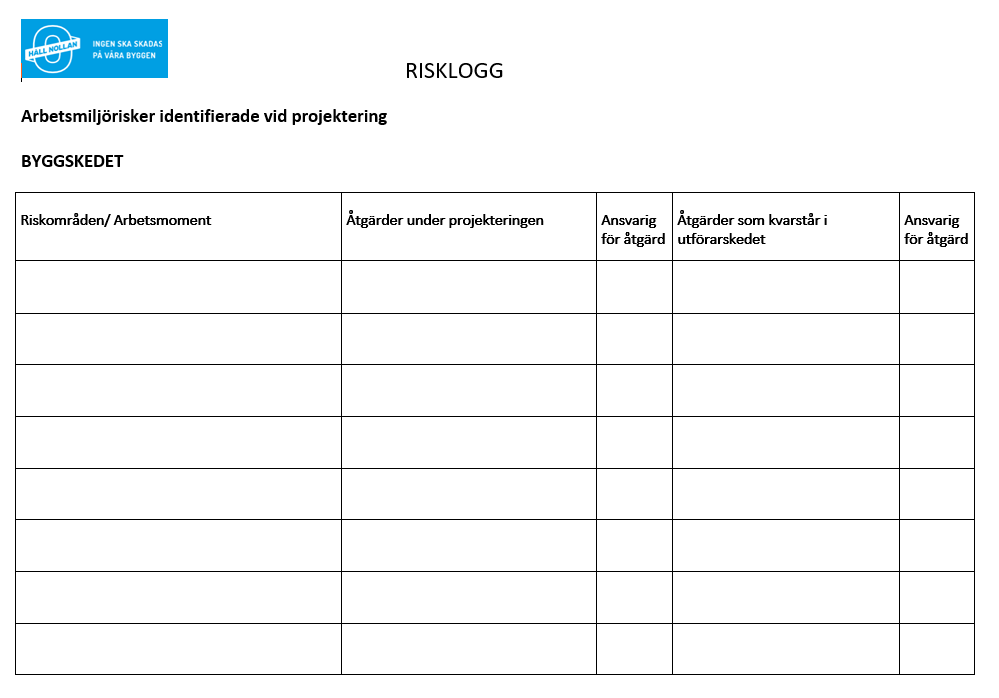 HÅLL NOLLAN
INGEN SKA SKADAS
PÅ VÅRA BYGGEN
RISKLOGG
Arbetsmiljörisker identifierade vid projektering
BYGGSKEDET
Riskområden/ Arbetsmoment
Åtgärder under projekteringen
Ansvarig
för åtgärd
Åtgärder som kvarstår i
utförarskedet
Ansvarig
för åtgärd